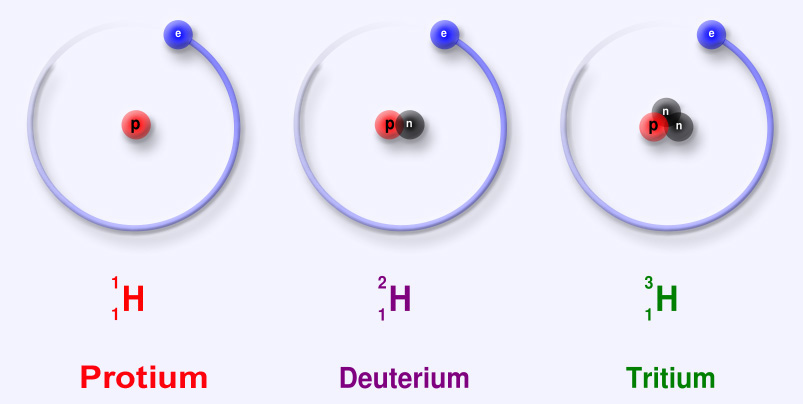 e e e
p p n n p n
1 1 H 2 1 H 3 1 H
Protium Deuterium Tritium